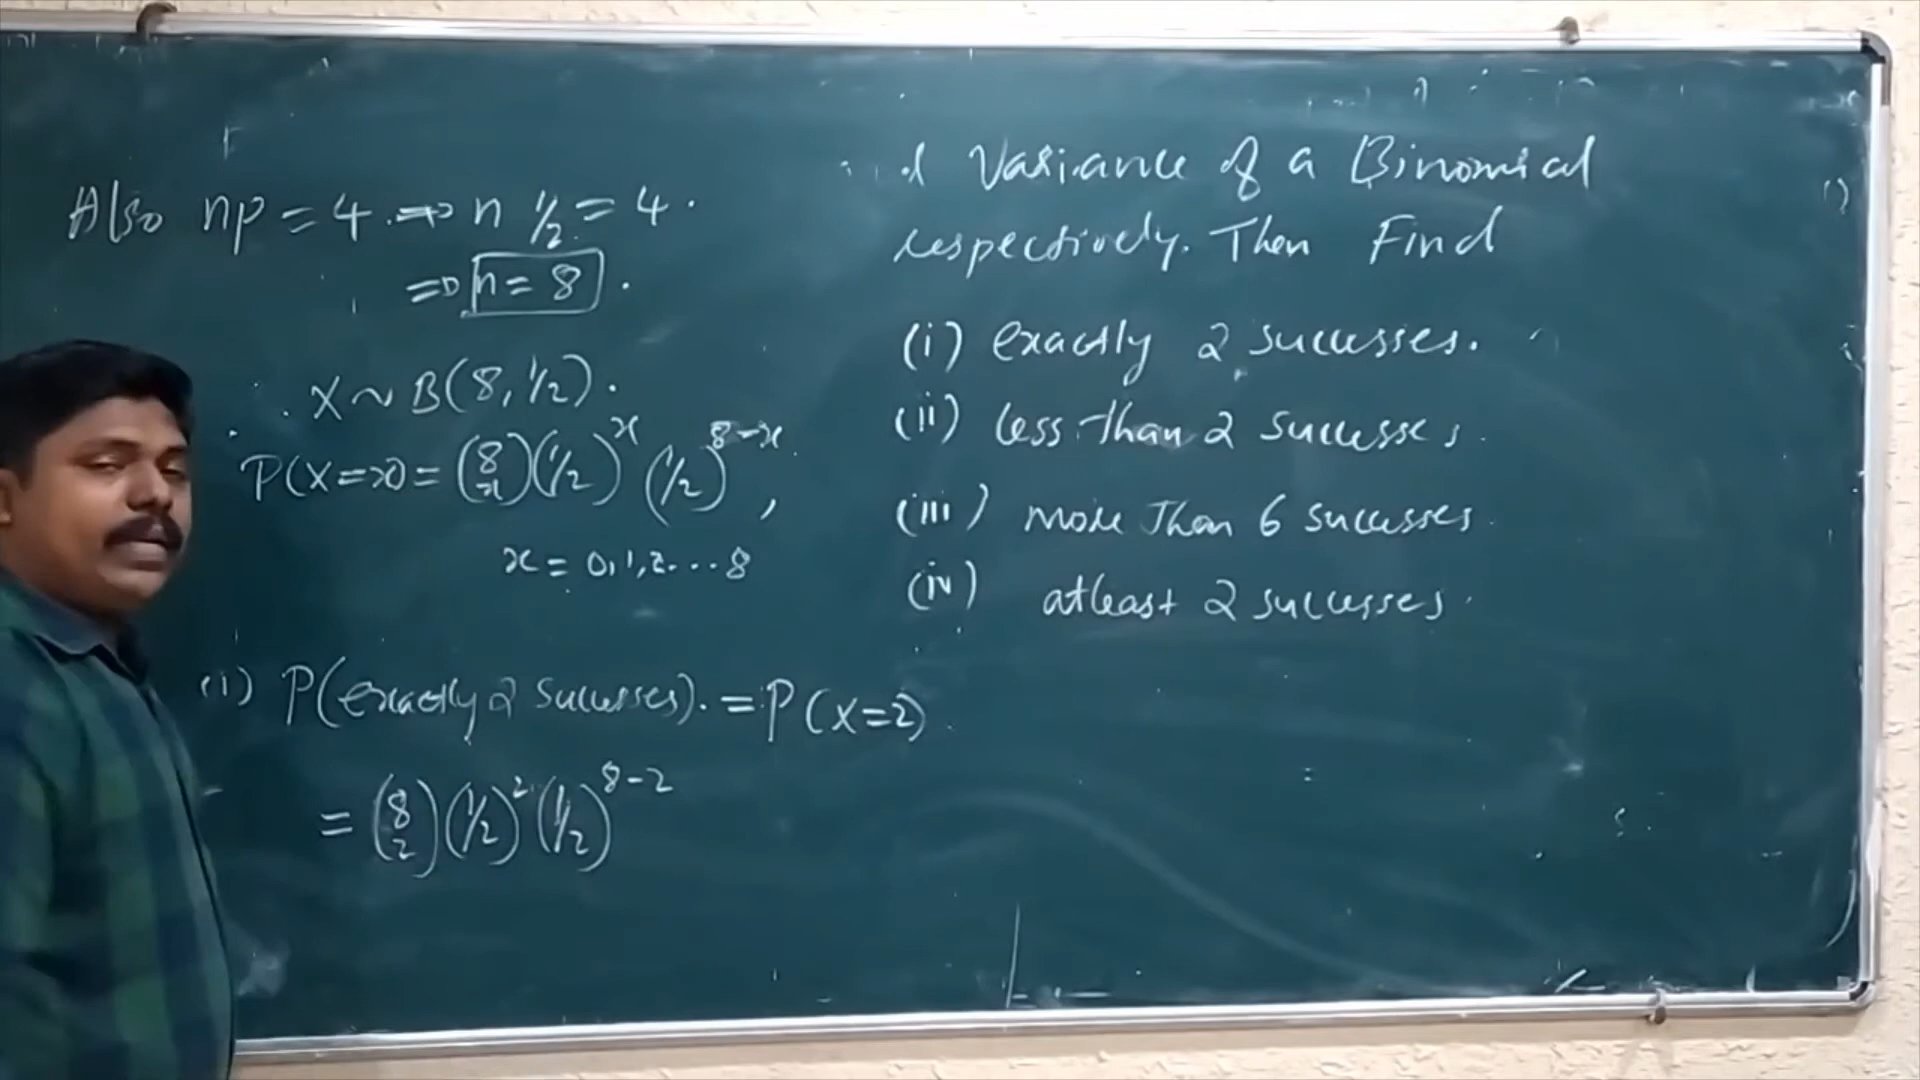 Also np = 4 ⇒ n 1/2 = 4.
⇒ n = 8.
∴ X ~ B(8, 1/2).
P(X=x) = (8 x) (1/2)^x (1/2)^8-x,
x = 0,1,2...8
(i) P(exactly 2 successes). = P(X=2)
= (8 2) (1/2)^2 (1/2)^8-2
Variance of a Binomial
respectively. Then Find
(i) exactly 2 successes.
(ii) less than 2 successes.
(iii) more than 6 successes.
(iv) atleast 2 successes.